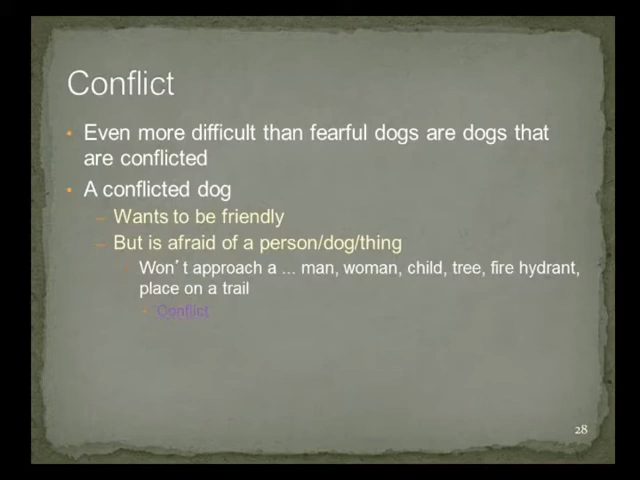 Conflict
• Even more difficult than fearful dogs are dogs that
are conflicted
• A conflicted dog
– Wants to be friendly
– But is afraid of a person/dog/thing
• Won’t approach a ... man, woman, child, tree, fire hydrant,
place on a trail
• Conflict
28